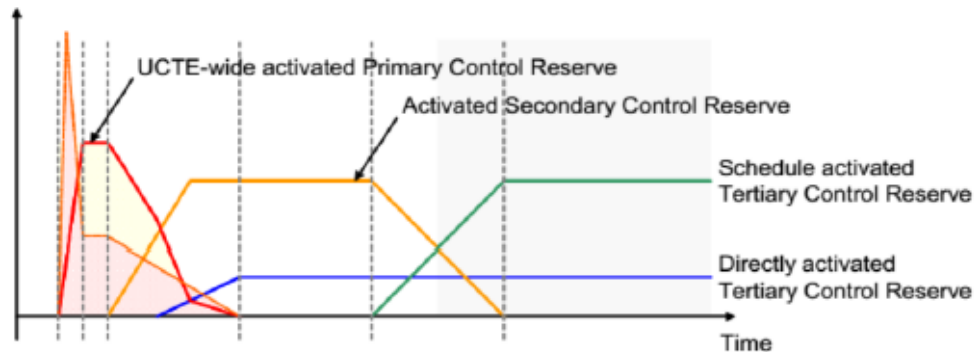 UCTE-wide activated Primary Control Reserve
Activated Secondary Control Reserve
Schedule activated
Tertiary Control Reserve
Directly activated
Tertiary Control Reserve
Time